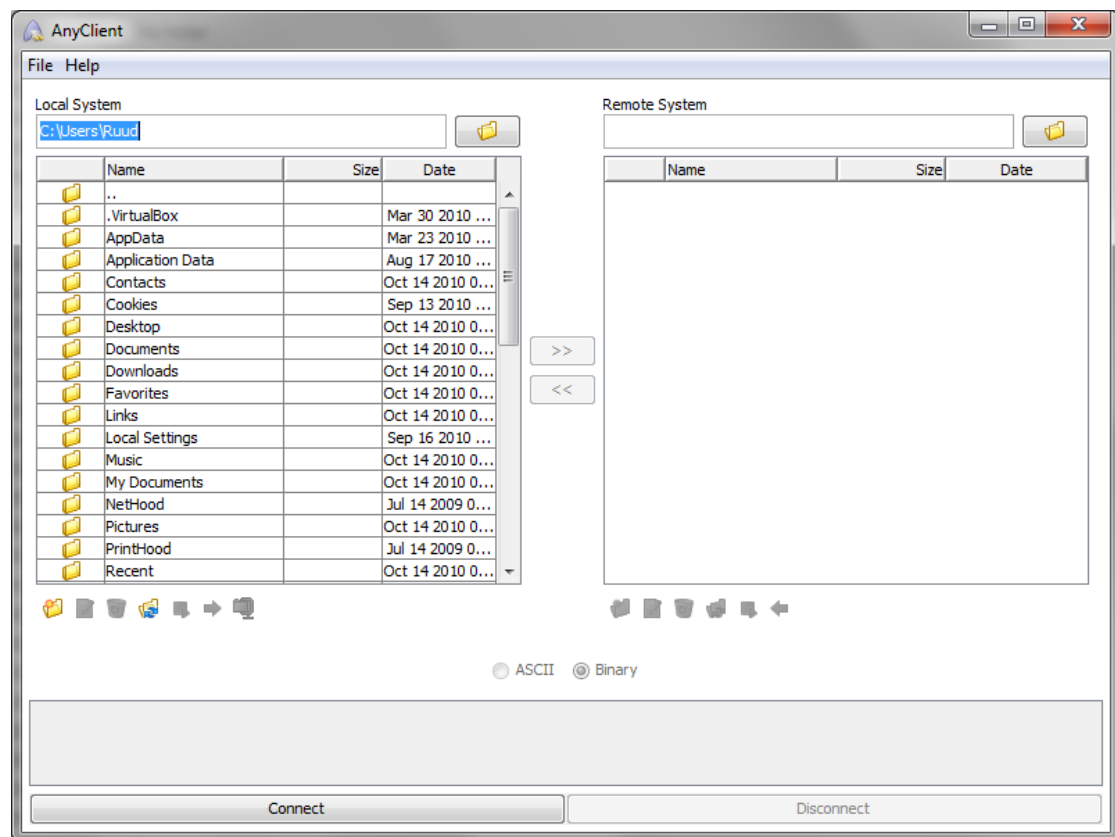 AnyClient
File Help
Local System
C:\Users\Ruud
Name Size Date
..
.VirtualBox Mar 30 2010 ...
AppData Mar 23 2010 ...
Application Data Aug 17 2010 ...
Contacts Oct 14 2010 0...
Cookies Sep 13 2010 ...
Desktop Oct 14 2010 0...
Documents Oct 14 2010 0...
Downloads Oct 14 2010 0...
Favorites Oct 14 2010 0...
Links Oct 14 2010 0...
Local Settings Sep 16 2010 ...
Music Oct 14 2010 0...
My Documents Oct 14 2010 0...
NetHood Jul 14 2009 0...
Pictures Oct 14 2010 0...
PrintHood Jul 14 2009 0...
Recent Oct 14 2010 0...
>>
<<
Remote System
Name Size Date
ASCII Binary
Connect Disconnect